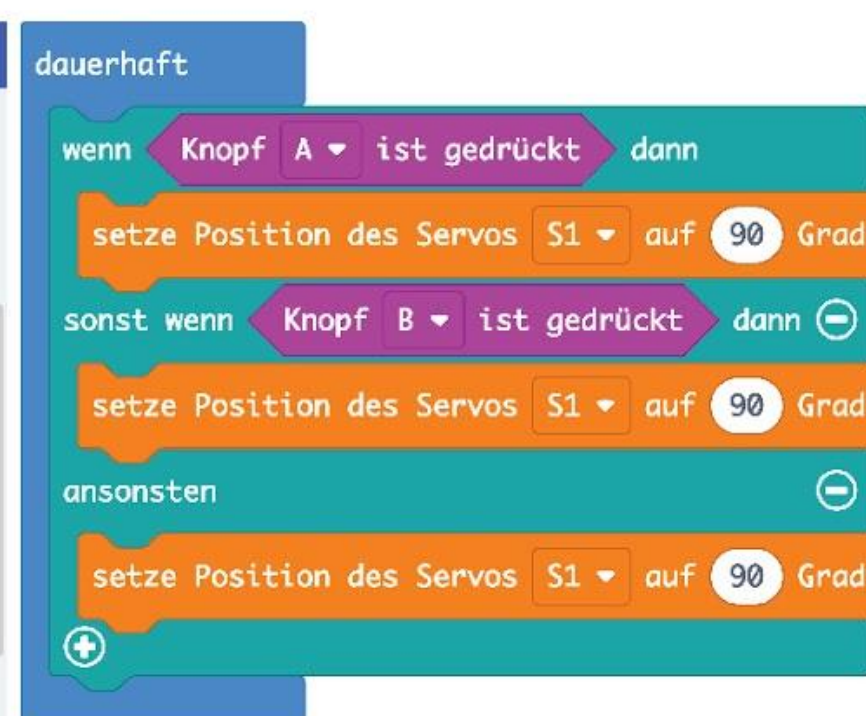 dauerhaft
wenn Knopf A ist gedrückt dann
setze Position des Servos S1 auf 90 Grad
sonst wenn Knopf B ist gedrückt dann
setze Position des Servos S1 auf 90 Grad
ansonsten
setze Position des Servos S1 auf 90 Grad